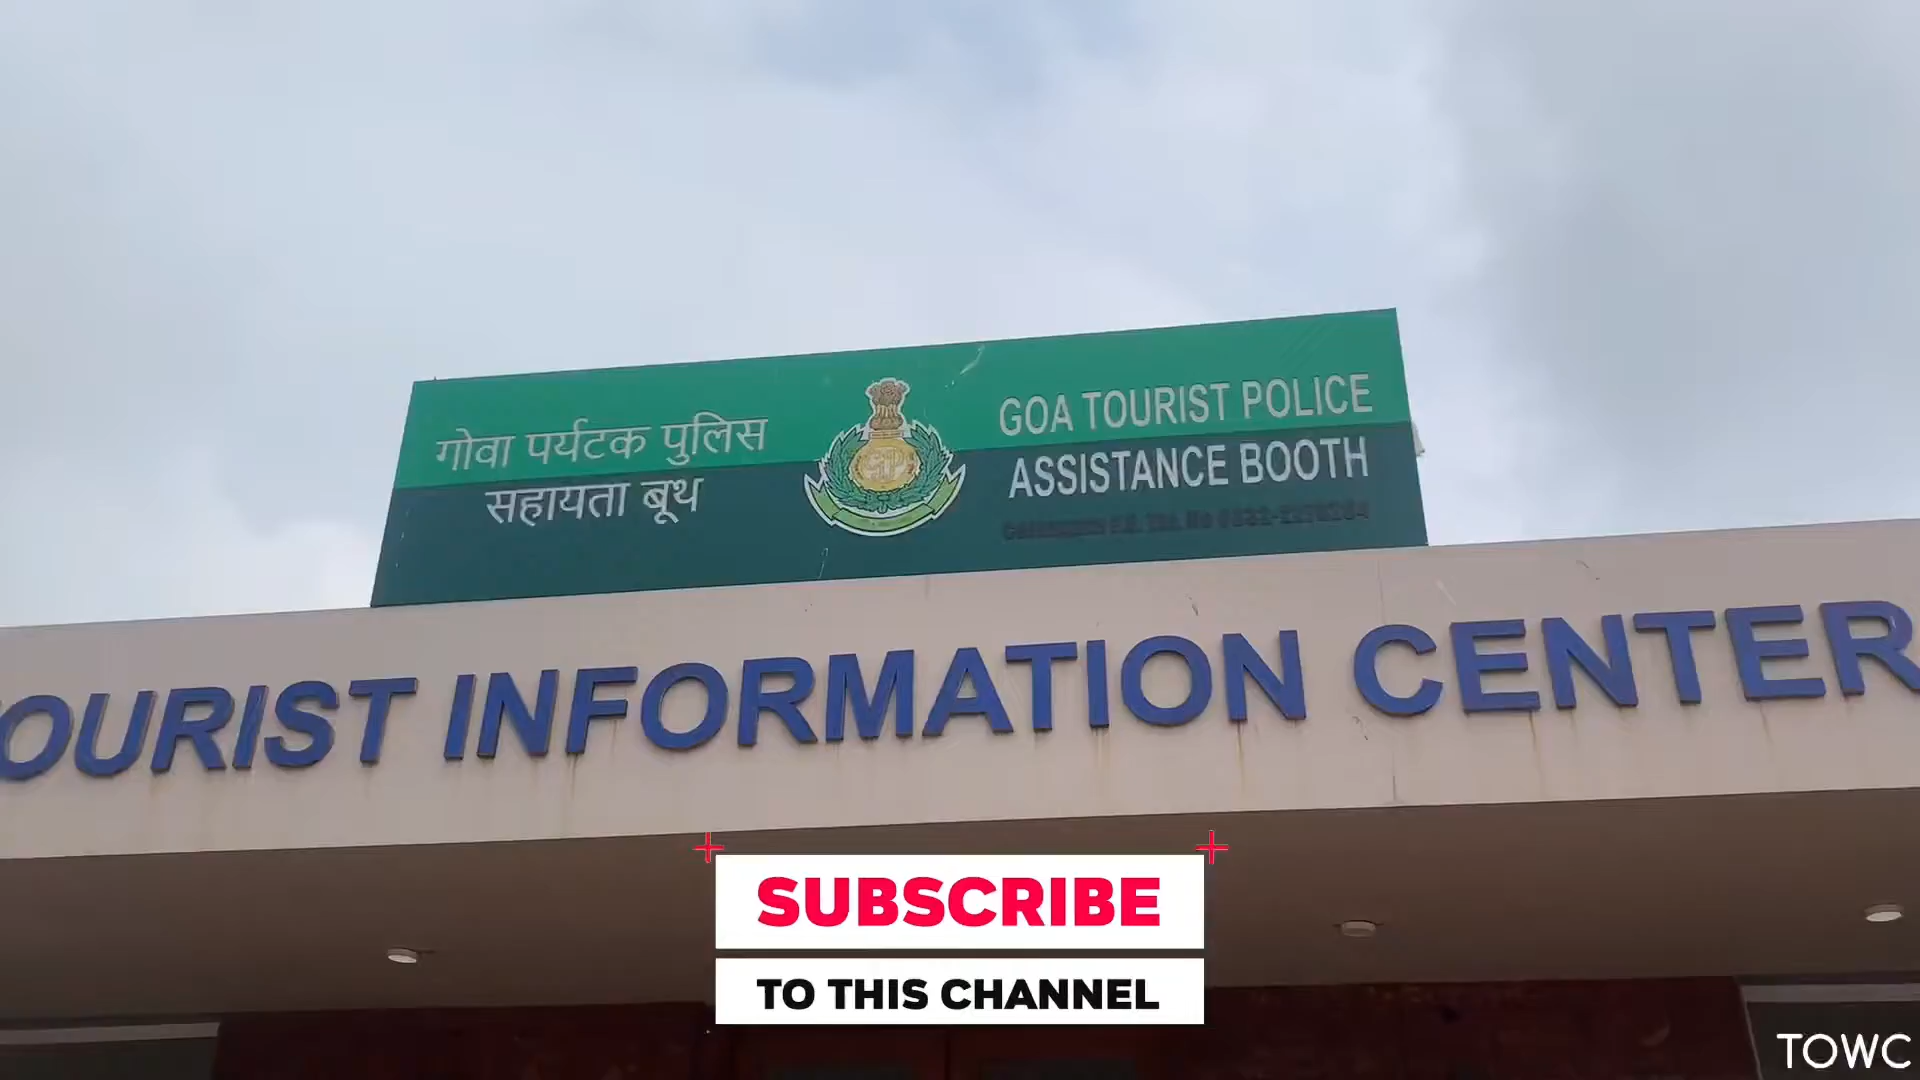 गोवा पर्यटक पुलिस
सहायता बूथ
GOA TOURIST POLICE
ASSISTANCE BOOTH
OURIST INFORMATION CENTER
SUBSCRIBE
TO THIS CHANNEL
TOWC